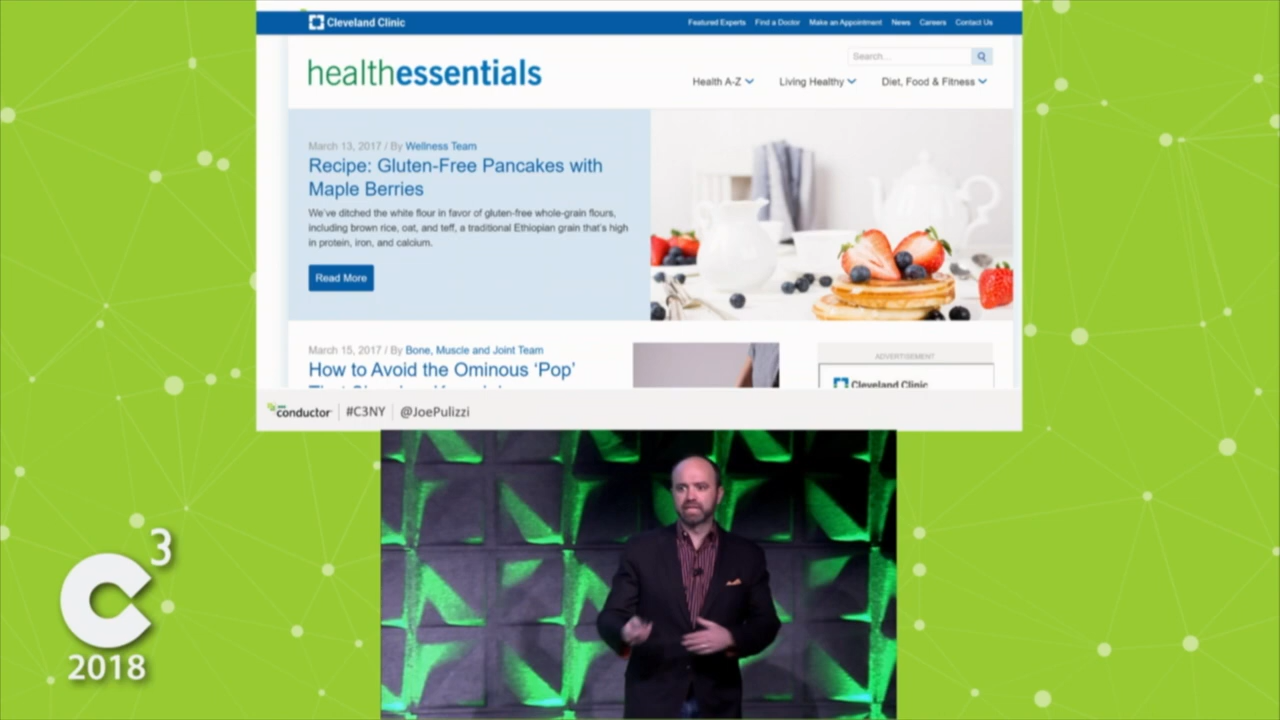 Cleveland Clinic
Featured Experts Find a Doctor Make an Appointment News Careers Contact Us
healthessentials
Search...
Health A-Z Living Healthy Diet, Food & Fitness
March 13, 2017 / By Wellness Team
Recipe: Gluten-Free Pancakes with
Maple Berries
We've ditched the white flour in favor of gluten-free whole-grain flours,
including brown rice, oat, and teff, a traditional Ethiopian grain that's high
in protein, iron, and calcium.
Read More
March 15, 2017 / By Bone, Muscle and Joint Team
How to Avoid the Ominous 'Pop'
ADVERTISEMENT
Cleveland Clinic
conductor #C3NY @JoePulizzi
C3
2018